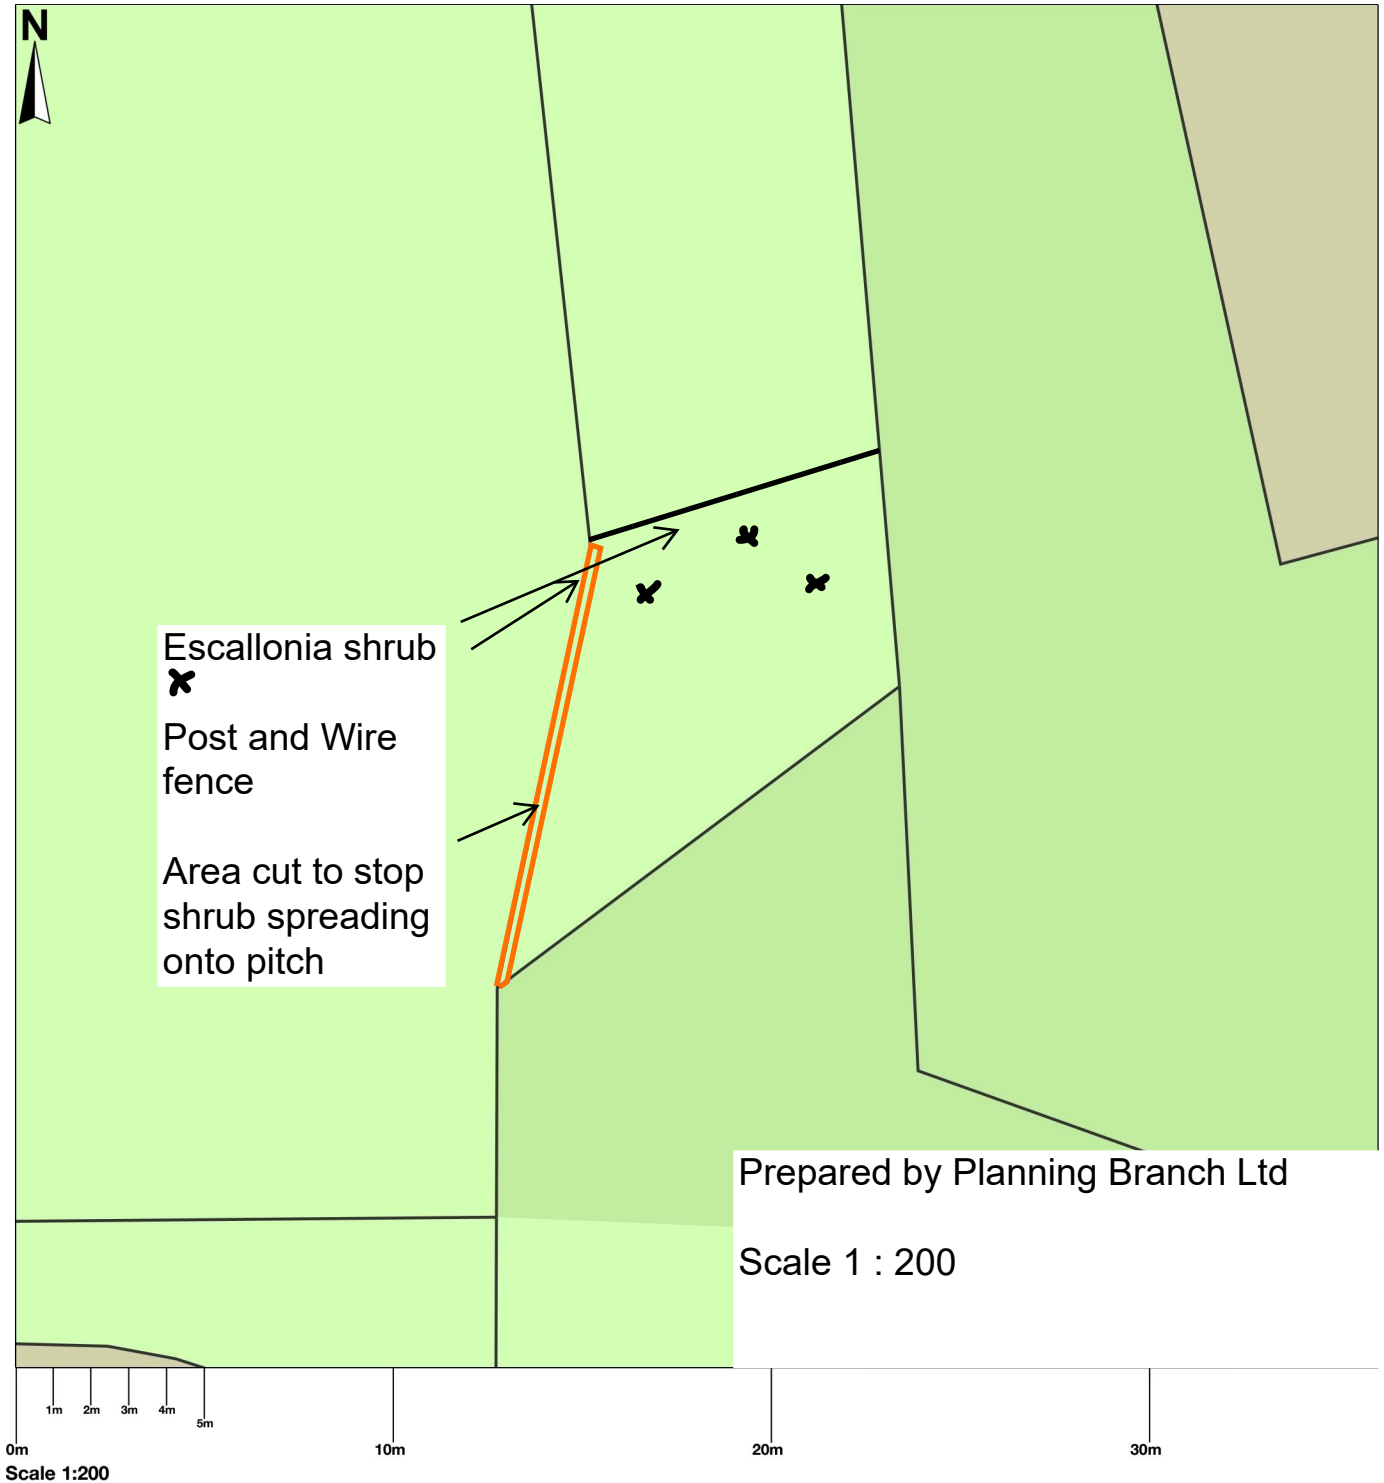 N
Escallonia shrub
Post and Wire
fence
Area cut to stop
shrub spreading
onto pitch
Prepared by Planning Branch Ltd
Scale 1 : 200
1m 2m 3m 4m 5m
0m 10m 20m 30m
Scale 1:200